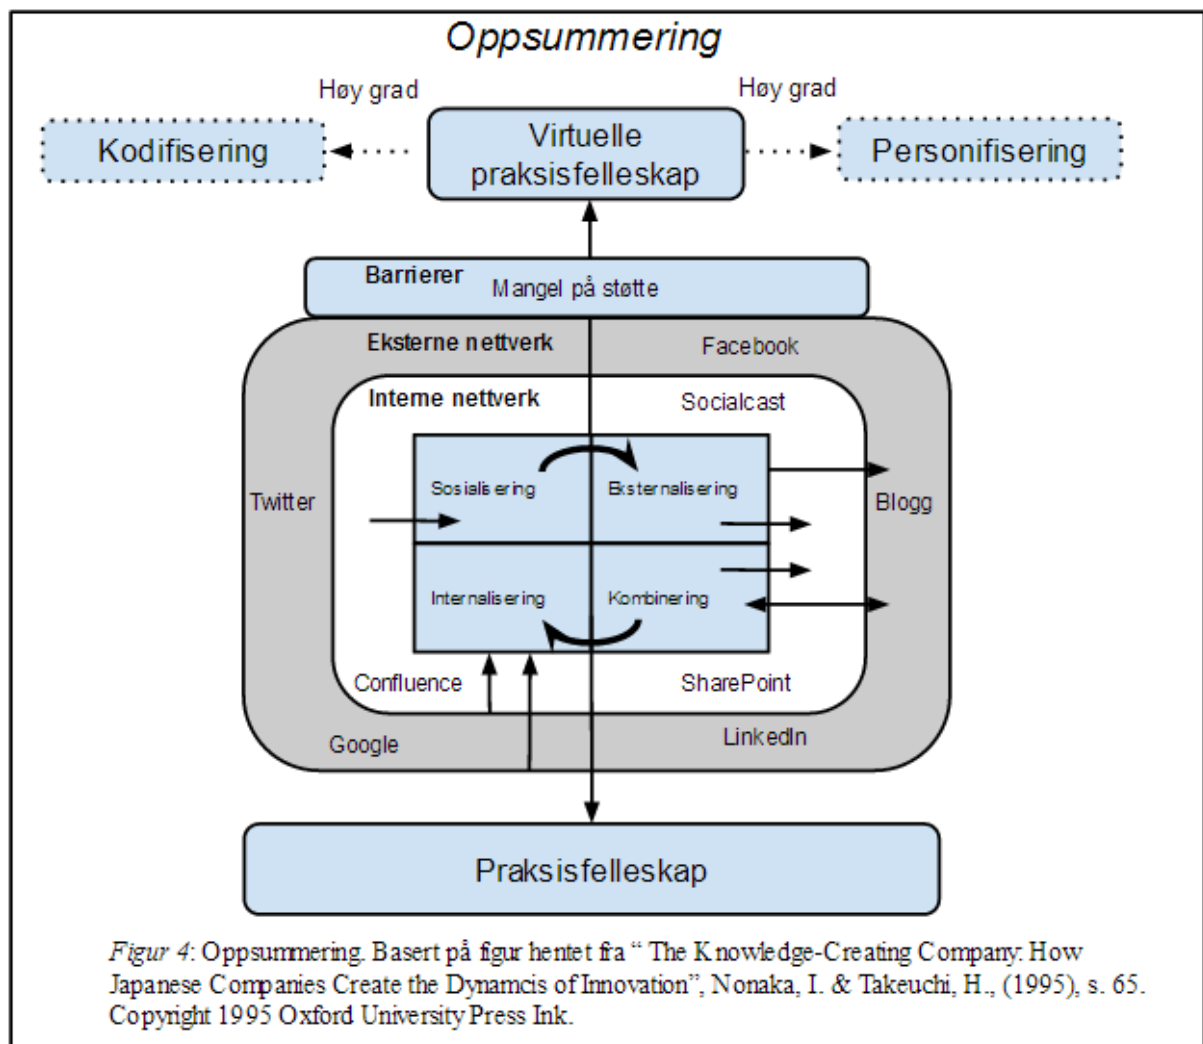 Oppsummering
Høy grad
Høy grad
Kodifisering
Virtuelle
praksisfelleskap
Personifisering
Barrierer
Mangel på støtte
Eksterne nettverk
Facebook
Interne nettverk
Socialcast
Sosialisering
Eksternalisering
Twitter
Blogg
Internalisering
Kombinering
Confluence
SharePoint
Google
LinkedIn
Praksisfelleskap
Figur 4: Oppsummering. Basert på figur hentet fra “ The Knowledge-Creating Company: How
Japanese Companies Create the Dynamcis of Innovation”, Nonaka, I. & Takeuchi, H., (1995), s. 65.
Copyright 1995 Oxford University Press Ink.